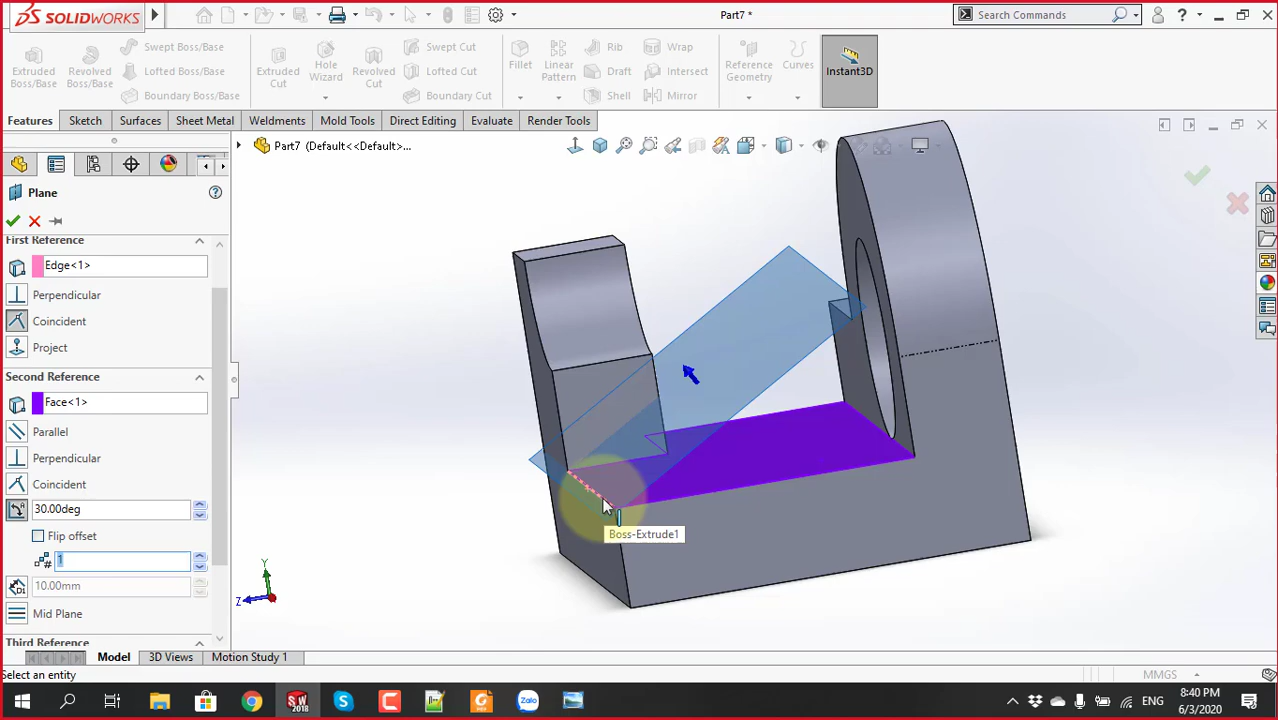 SOLIDWORKS
Part7 *
Search Commands
?
Extruded Boss/Base
Revolved Boss/Base
Swept Boss/Base
Lofted Boss/Base
Boundary Boss/Base
Extruded Cut
Hole Wizard
Revolved Cut
Swept Cut
Lofted Cut
Boundary Cut
Fillet
Linear Pattern
Rib
Draft
Shell
Wrap
Intersect
Mirror
Reference Geometry
Curves
Instant3D
Features
Sketch
Surfaces
Sheet Metal
Weldments
Mold Tools
Direct Editing
Evaluate
Render Tools
Part7 (Default<<Default>...
Plane
First Reference
Edge<1>
Perpendicular
Coincident
Project
Second Reference
Face<1>
Parallel
Perpendicular
Coincident
30.00deg
Flip offset
1
10.00mm
Mid Plane
Third Reference
Boss-Extrude1
Y
Z
Model
3D Views
Motion Study 1
Select an entity
MMGS
SW
2018
Zalo
ENG
8:40 PM
6/3/2020